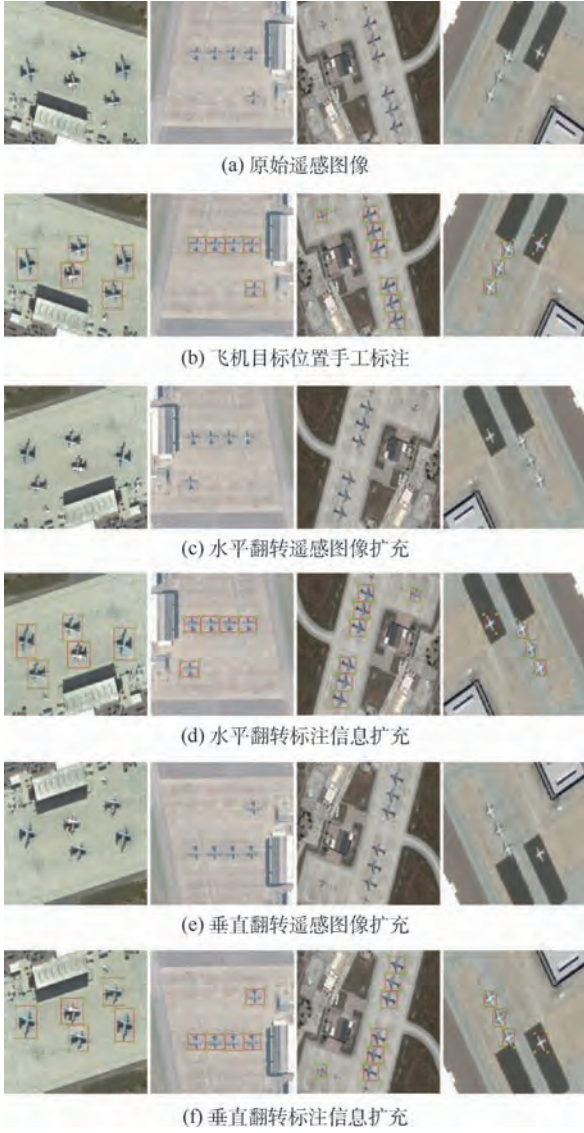 (a) 原始遥感图像
(b) 飞机目标位置手工标注
(c) 水平翻转遥感图像扩充
(d) 水平翻转标注信息扩充
(e) 垂直翻转遥感图像扩充
(f) 垂直翻转标注信息扩充